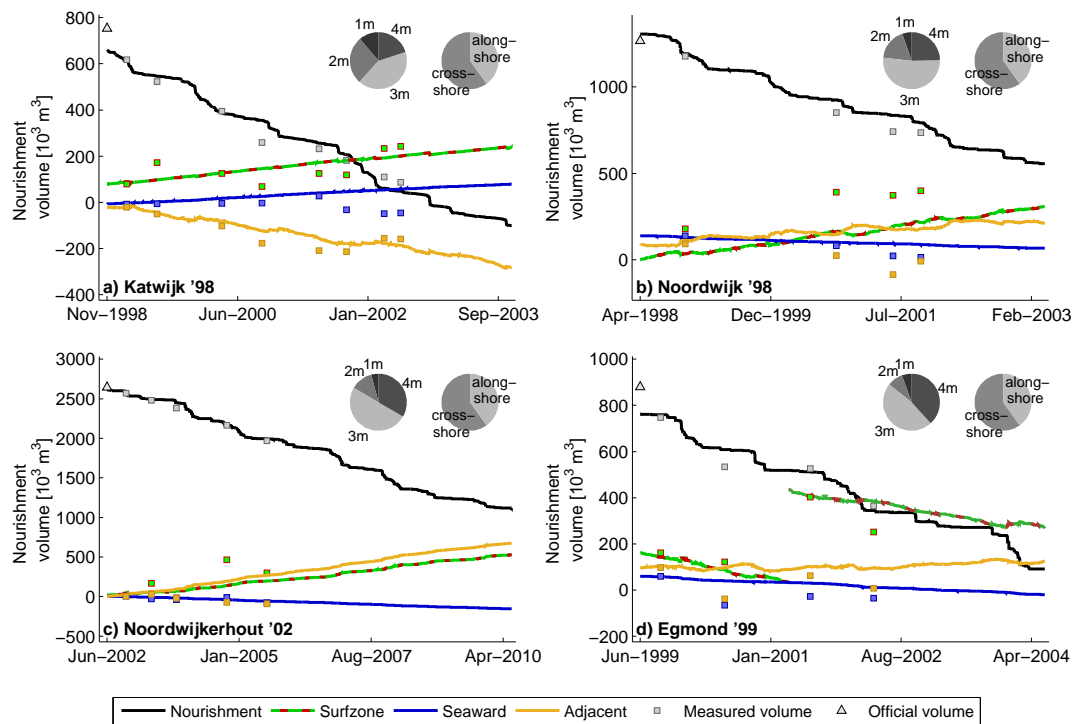 Nourishment volume [10³ m³]
800
600
400
200
0
−200
−400
1m
4m
2m
3m
along−shore
cross−shore
a) Katwijk ’98
Nov−1998
Jun−2000
Jan−2002
Sep−2003
Nourishment volume [10³ m³]
1000
500
0
1m
4m
2m
3m
along−shore
cross−shore
b) Noordwijk ’98
Apr−1998
Dec−1999
Jul−2001
Feb−2003
Nourishment volume [10³ m³]
3000
2500
2000
1500
1000
500
0
−500
1m
2m
4m
3m
along−shore
cross−shore
c) Noordwijkerhout ’02
Jun−2002
Jan−2005
Aug−2007
Apr−2010
Nourishment volume [10³ m³]
1000
800
600
400
200
0
−200
1m
2m
4m
3m
along−shore
cross−shore
d) Egmond ’99
Jun−1999
Jan−2001
Aug−2002
Apr−2004
Nourishment
Surfzone
Seaward
Adjacent
Measured volume
Official volume